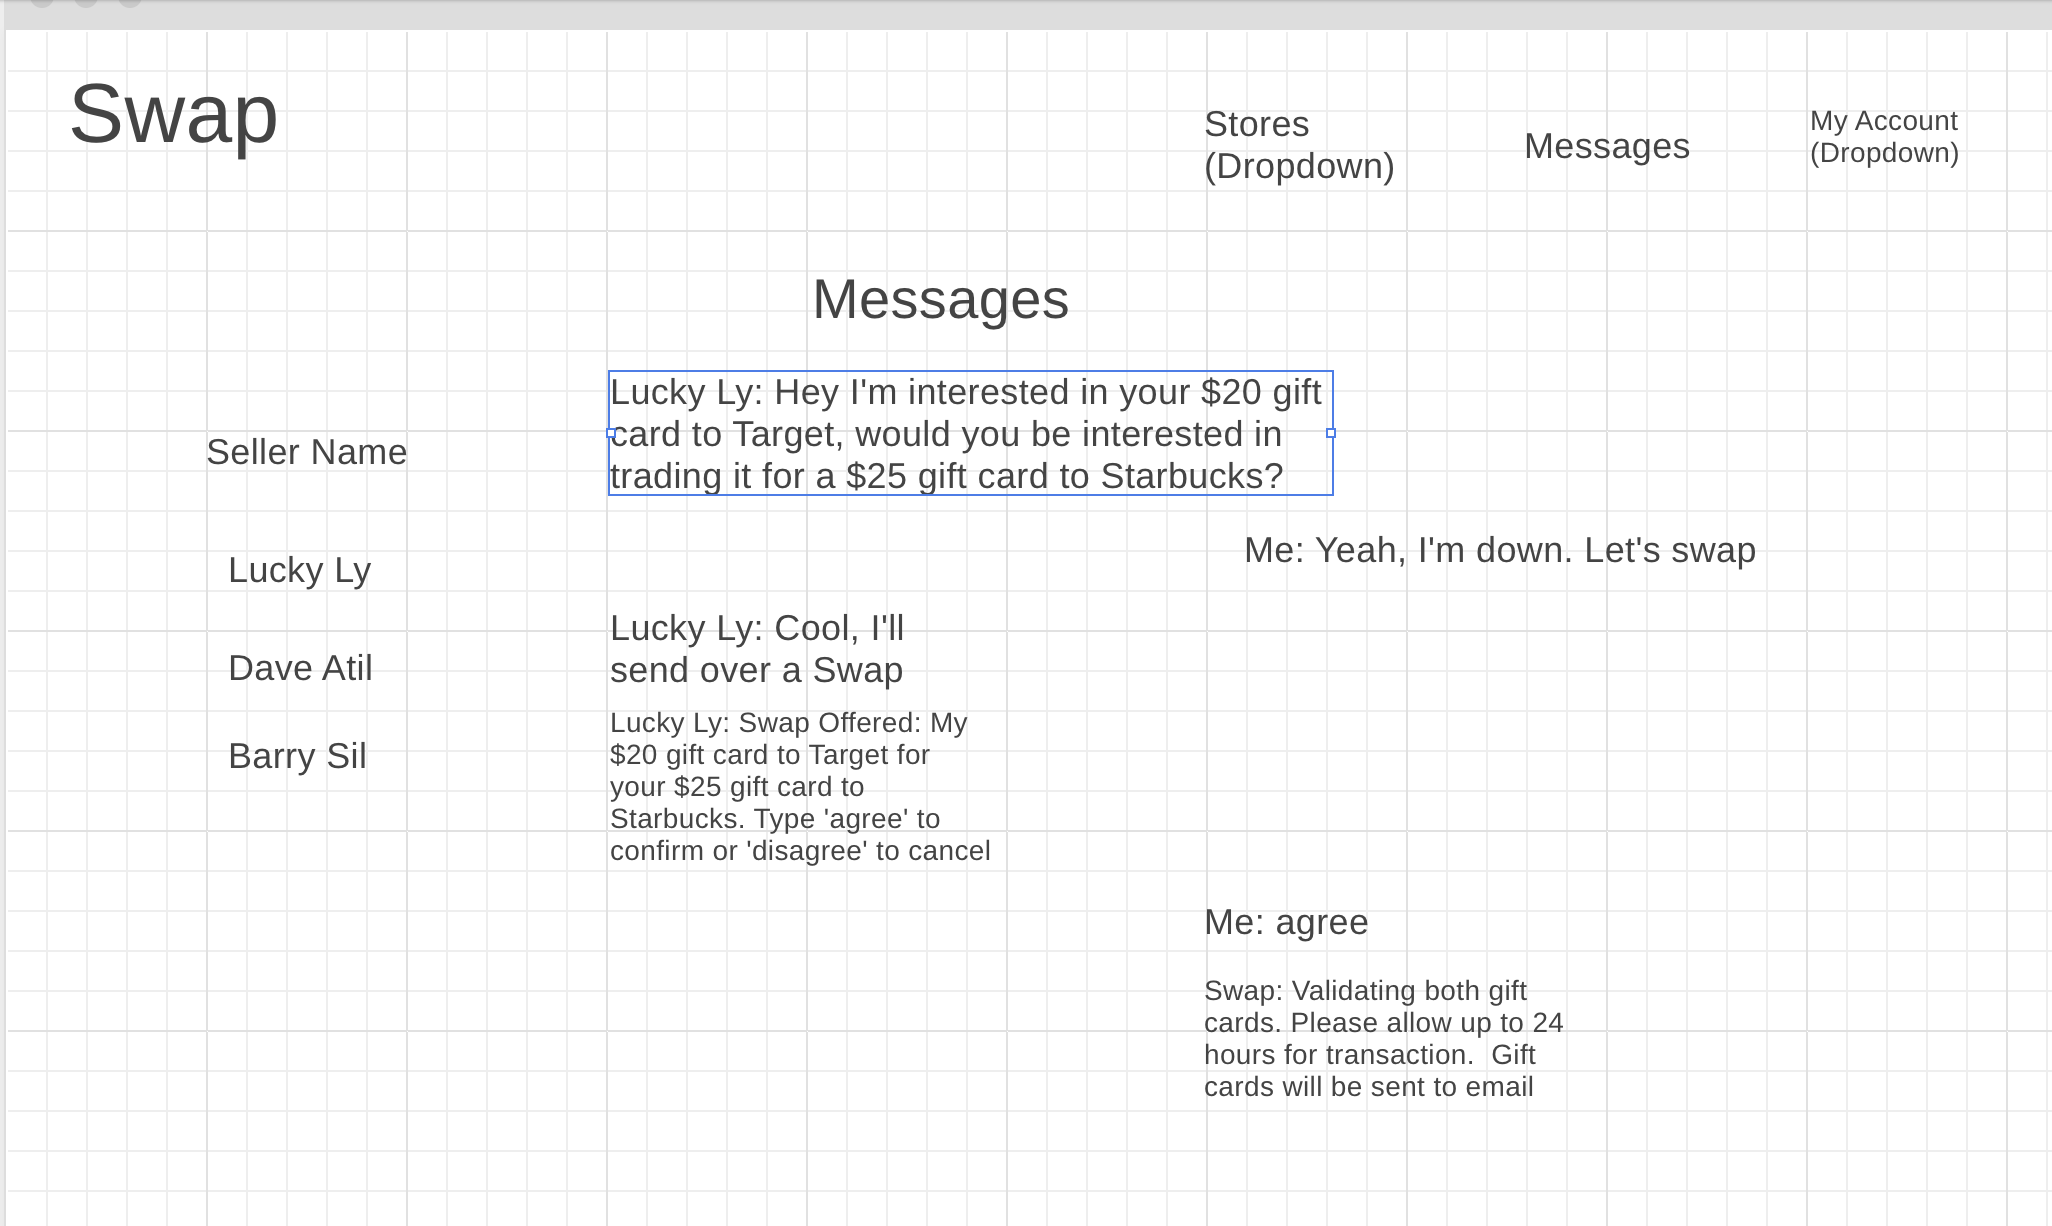 Swap
Stores
(Dropdown)
Messages
My Account
(Dropdown)
Messages
Seller Name
Lucky Ly
Dave Atil
Barry Sil
Lucky Ly: Hey I'm interested in your $20 gift
card to Target, would you be interested in
trading it for a $25 gift card to Starbucks?
Me: Yeah, I'm down. Let's swap
Lucky Ly: Cool, I'll
send over a Swap
Lucky Ly: Swap Offered: My
$20 gift card to Target for
your $25 gift card to
Starbucks. Type 'agree' to
confirm or 'disagree' to cancel
Me: agree
Swap: Validating both gift
cards. Please allow up to 24
hours for transaction.  Gift
cards will be sent to email